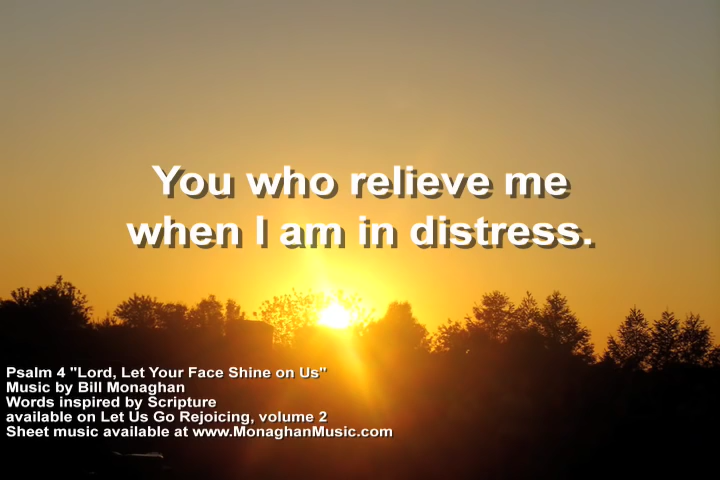 You who relieve me
when I am in distress.
Psalm 4 "Lord, Let Your Face Shine on Us"
Music by Bill Monaghan
Words inspired by Scripture
available on Let Us Go Rejoicing, volume 2
Sheet music available at www.MonaghanMusic.com